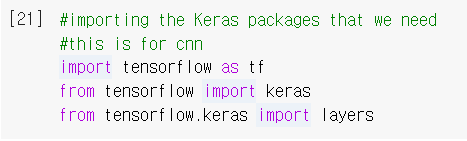 [21] #importing the Keras packages that we need
#this is for cnn
import tensorflow as tf
from tensorflow import keras
from tensorflow.keras import layers